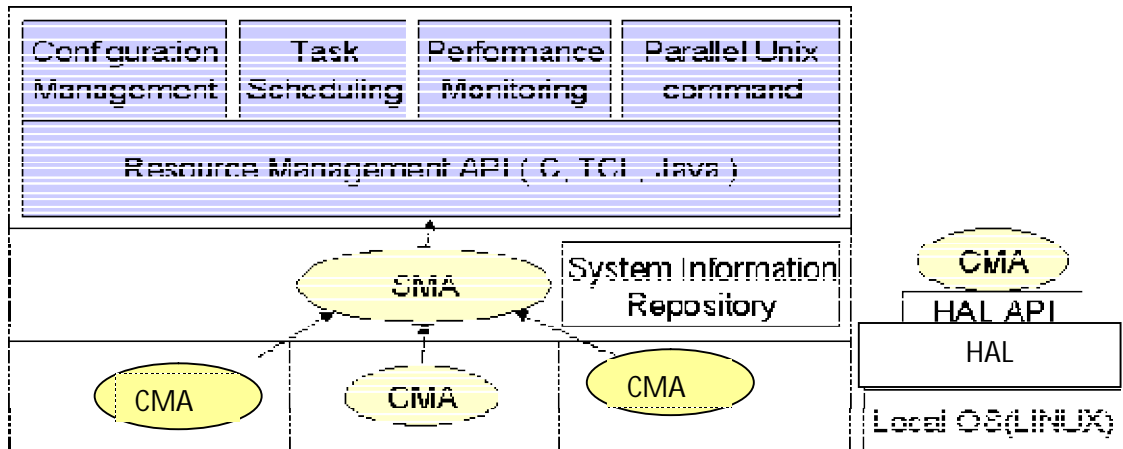 Configuration Management
Task Scheduling
Performance Monitoring
Parallel Unix command
Resource Management API ( C, TCL, Java )
SMA
System Information Repository
CMA
CMA
CMA
CMA
HAL API
HAL
Local OS(LINUX)